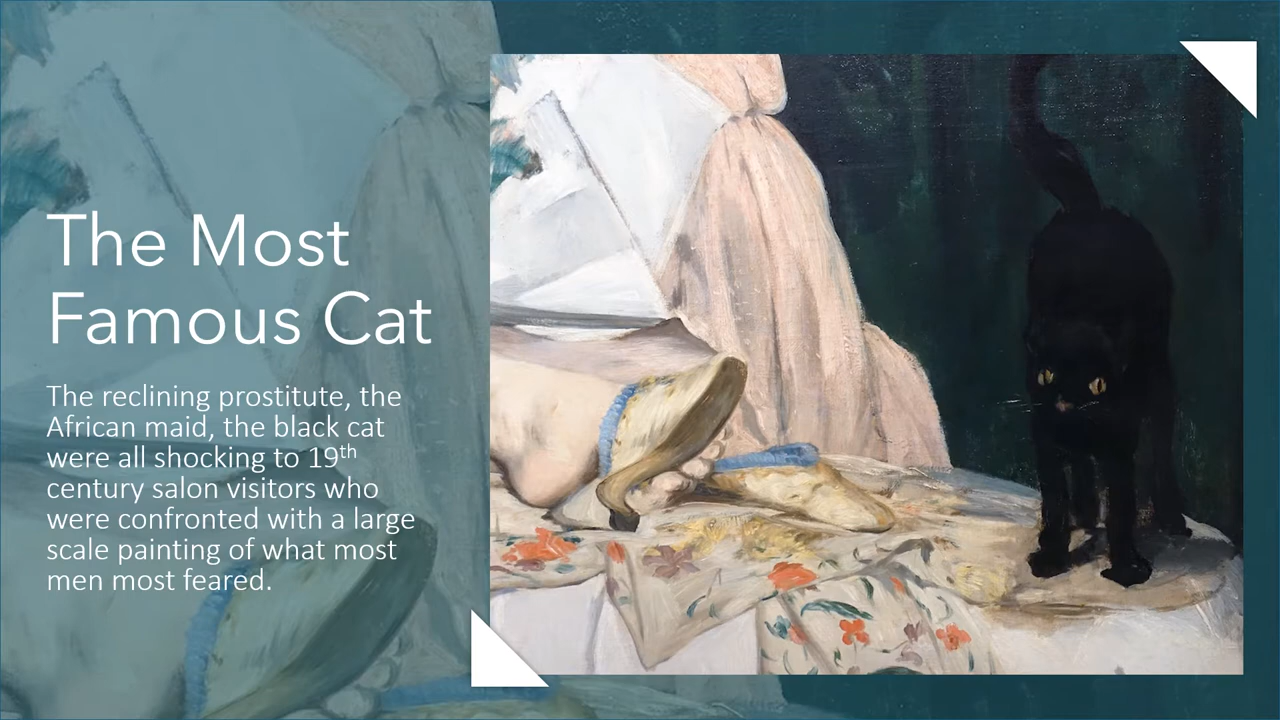 The Most
Famous Cat
The reclining prostitute, the
African maid, the black cat
were all shocking to 19th
century salon visitors who
were confronted with a large
scale painting of what most
men most feared.